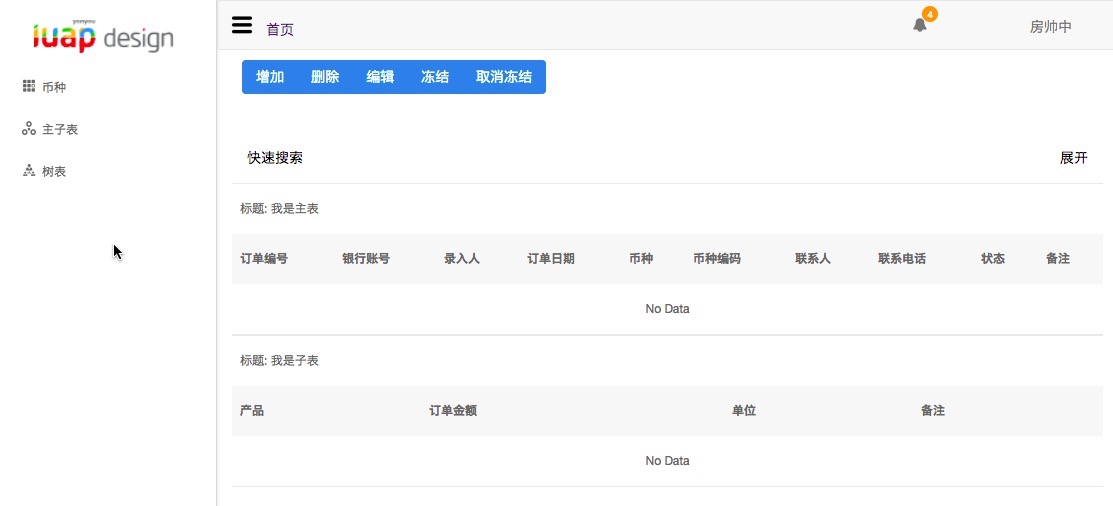 yonyou
iuap design
首页
4
房帅中
币种
主子表
树表
增加 删除 编辑 冻结 取消冻结
快速搜索 展开
标题: 我是主表
订单编号 银行账号 录入人 订单日期 币种 币种编码 联系人 联系电话 状态 备注
No Data
标题: 我是子表
产品 订单金额 单位 备注
No Data